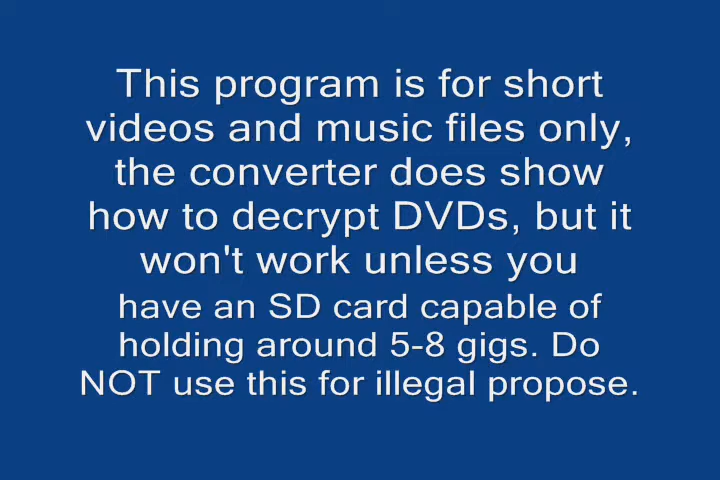 This program is for short
videos and music files only,
the converter does show
how to decrypt DVDs, but it
won't work unless you
have an SD card capable of
holding around 5-8 gigs. Do
NOT use this for illegal propose.